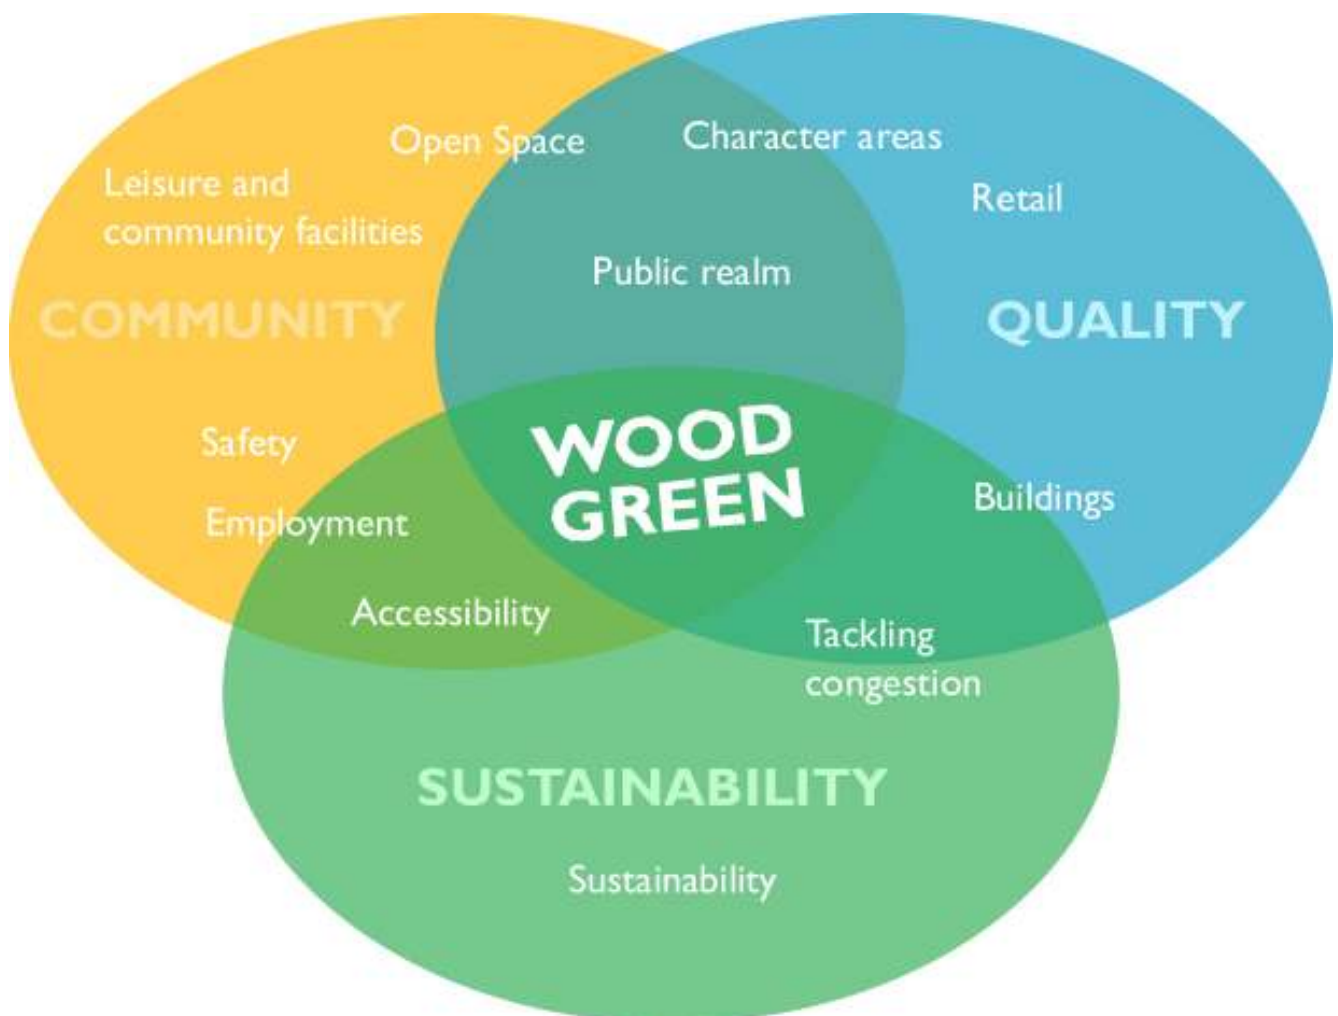 Open Space
Character areas
Leisure and
community facilities
Retail
Public realm
COMMUNITY
QUALITY
WOOD
GREEN
Safety
Employment
Buildings
Accessibility
Tackling
congestion
SUSTAINABILITY
Sustainability